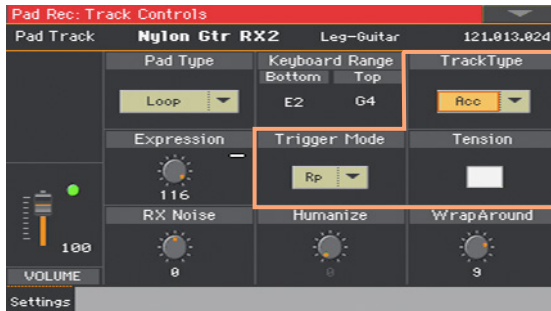 Pad Rec: Track Controls
Pad Track Nylon Gtr RX2 Leg-Guitar 121.013.024
Pad Type Keyboard Range TrackType
Bottom Top
Loop E2 G4 Acc
Expression Trigger Mode Tension
Rp
116
RX Noise Humanize WrapAround
100
0 0 9
VOLUME
Settings